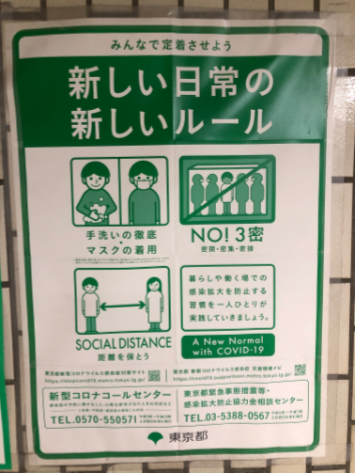 みんなで定着させよう
新しい日常の
新しいルール
手洗いの徹底
・
マスクの着用
NO! 3密
密閉・密集・密接
SOCIAL DISTANCE
距離を保とう
暮らしや働く場での
感染拡大を防止する
習慣を一人ひとりが
実践していきましょう。
A New Normal
with COVID-19
新型コロナコールセンター
TEL.0570-550571
東京都緊急事態措置等・
感染拡大防止協力金相談センター
TEL.03-5388-0567
東京都